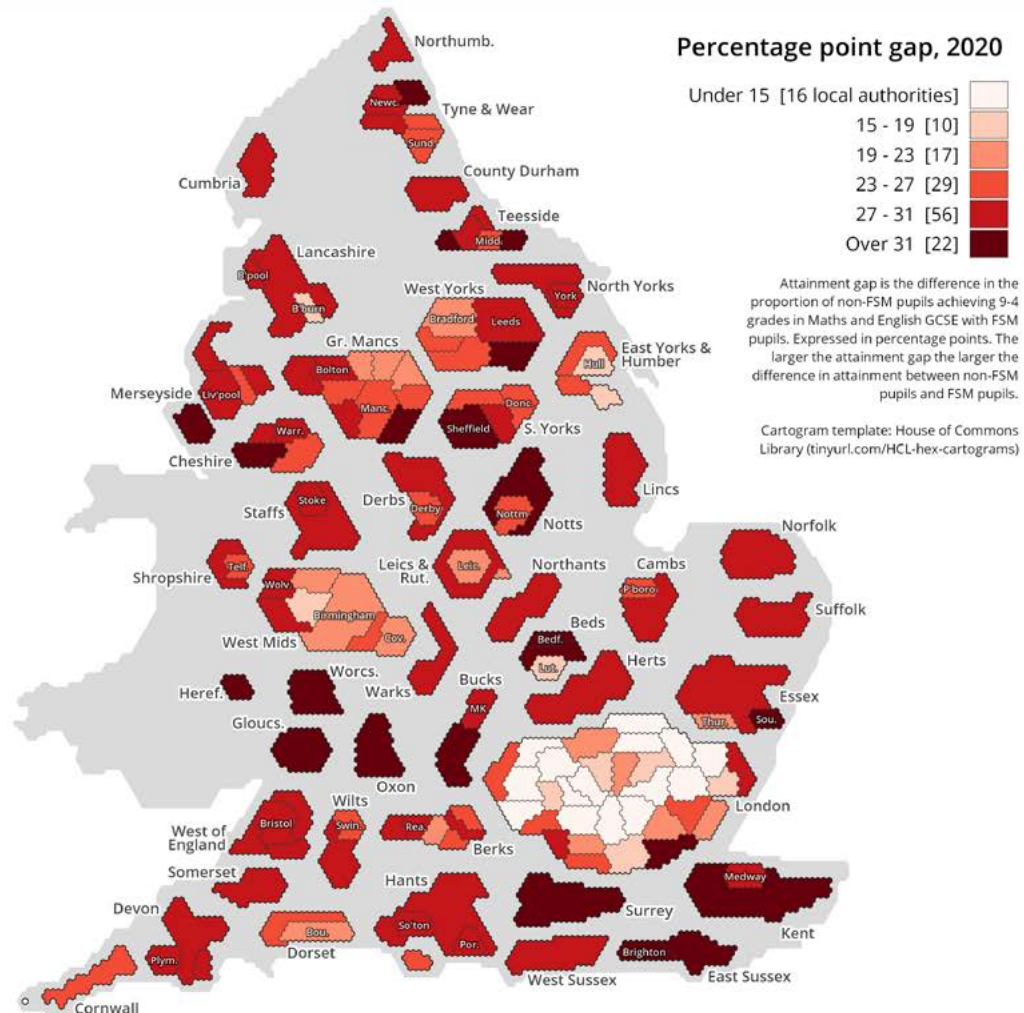 Percentage point gap, 2020
Under 15 [16 local authorities]
15 - 19 [10]
19 - 23 [17]
23 - 27 [29]
27 - 31 [56]
Over 31 [22]
Attainment gap is the difference in the
proportion of non-FSM pupils achieving 9-4
grades in Maths and English GCSE with FSM
pupils. Expressed in percentage points. The
larger the attainment gap the larger the
difference in attainment between non-FSM
pupils and FSM pupils.
Cartogram template: House of Commons
Library (tinyurl.com/HCL-hex-cartograms)
Northumb.
Newc.
Tyne & Wear
Sund.
Cumbria
County Durham
Teesside
Midd.
Lancashire
B'pool
B'burn
North Yorks
York
West Yorks
Bradford
Leeds
Gr. Mancs
Bolton
Manc.
East Yorks &
Humber
Hull
Merseyside
Liv'pool
Donc.
Sheffield
S. Yorks
Warr.
Cheshire
Lincs
Derbs
Derby
Stoke
Staffs
Nottm
Notts
Norfolk
Shropshire
Telf.
Leics &
Rut.
Leic.
Northants
Cambs
P'boro
Wolv.
Birmingham
Cov.
West Mids
Suffolk
Beds
Bedf.
Lut.
Herts
Worcs.
Warks
Bucks
MK
Heref.
Essex
Thur.
Sou.
Gloucs.
Oxon
London
Wilts
West of
England
Bristol
Swin.
Rea.
Berks
Somerset
Hants
Medway
Surrey
Kent
Devon
Plym.
Bou.
Dorset
So'ton
Por.
West Sussex
Brighton
East Sussex
Cornwall